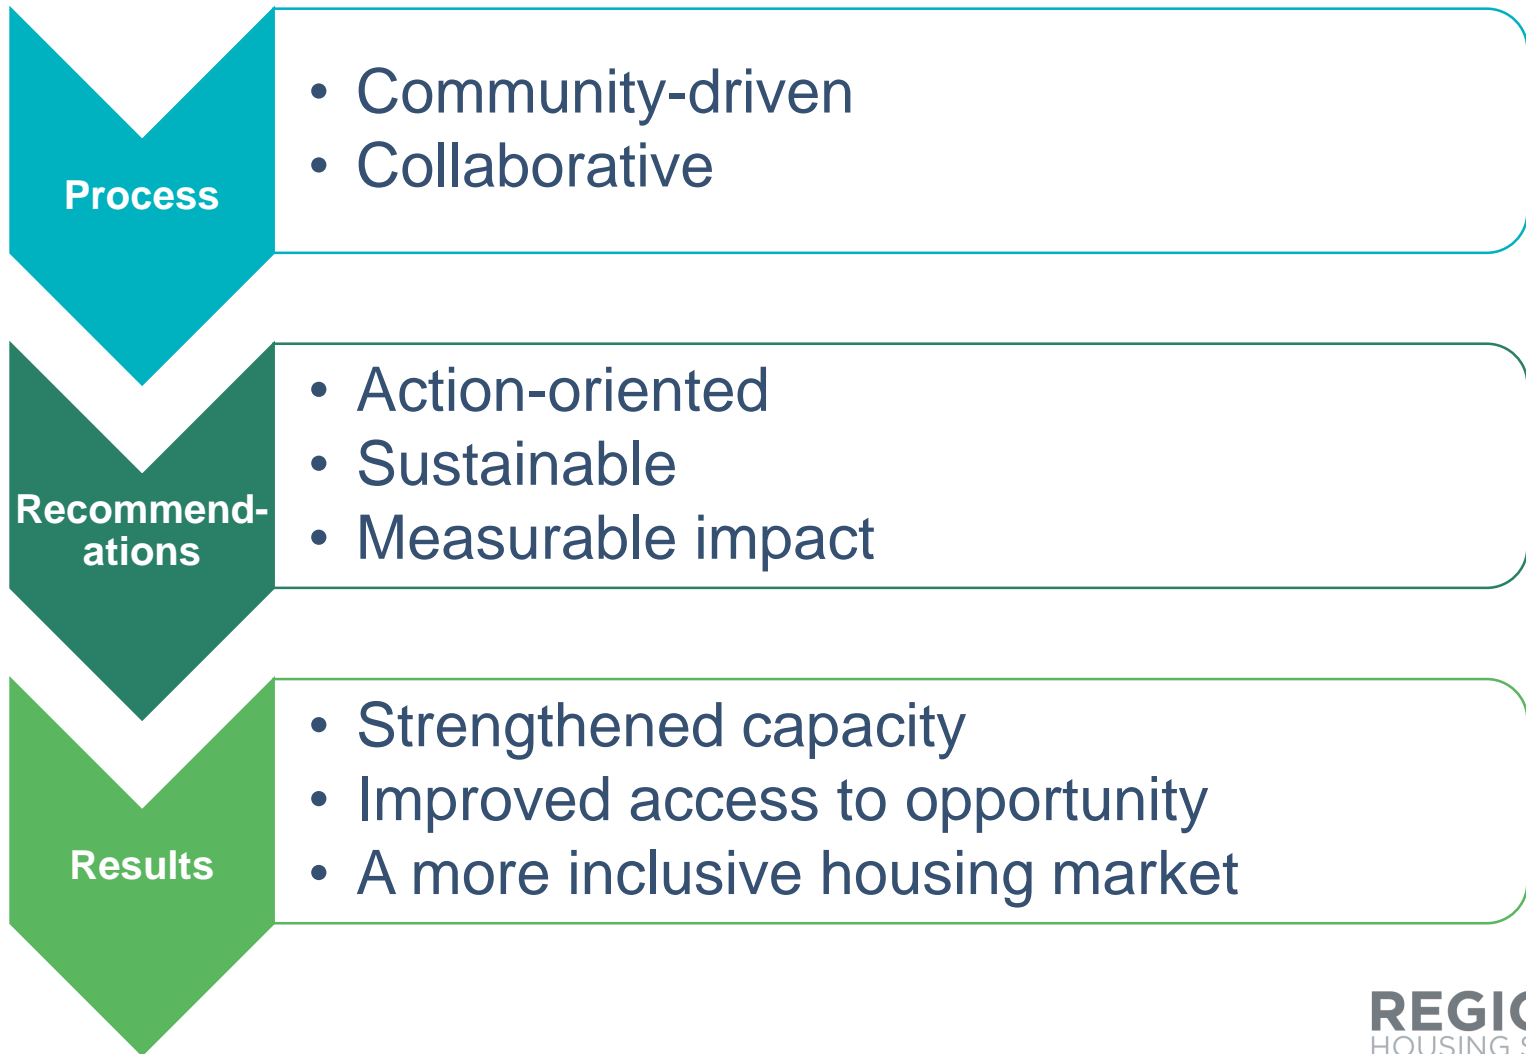 Process
• Community-driven
• Collaborative
Recommend-
ations
• Action-oriented
• Sustainable
• Measurable impact
Results
• Strengthened capacity
• Improved access to opportunity
• A more inclusive housing market
HOUSING